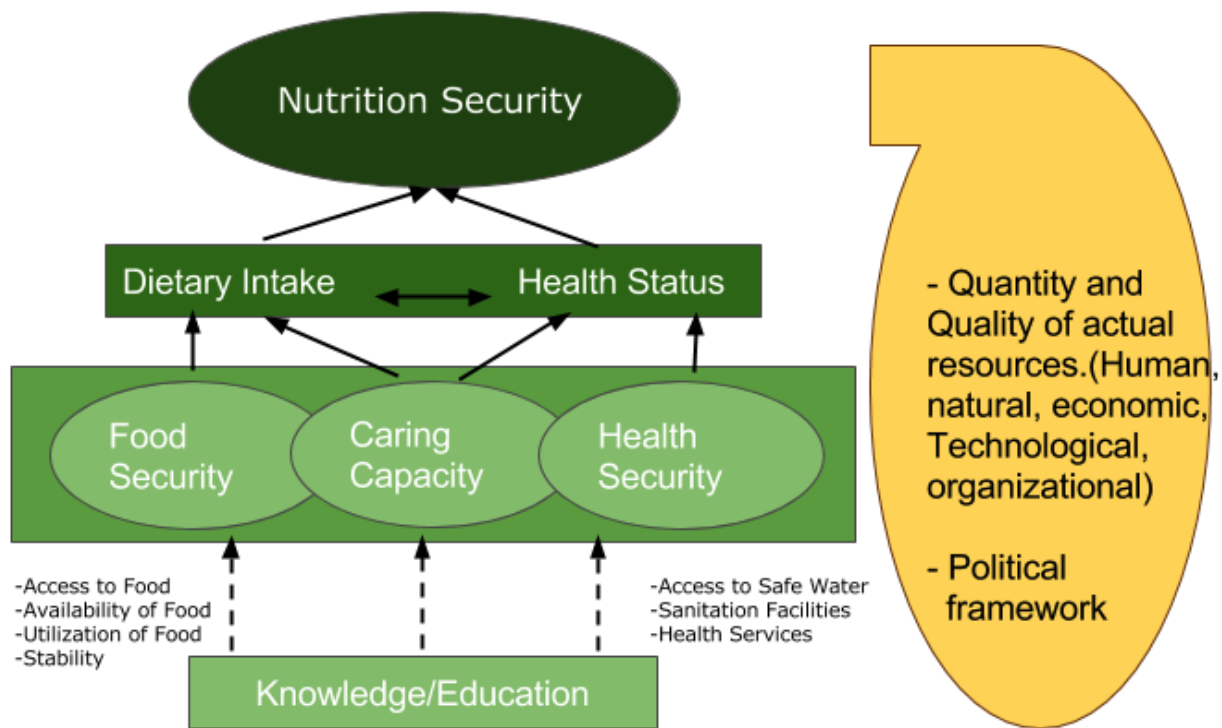 Nutrition Security
Dietary Intake
Health Status
Food
Security
Caring
Capacity
Health
Security
-Access to Food
-Availability of Food
-Utilization of Food
-Stability
-Access to Safe Water
-Sanitation Facilities
-Health Services
Knowledge/Education
- Quantity and
Quality of actual
resources.(Human,
natural, economic,
Technological,
organizational)
- Political
framework